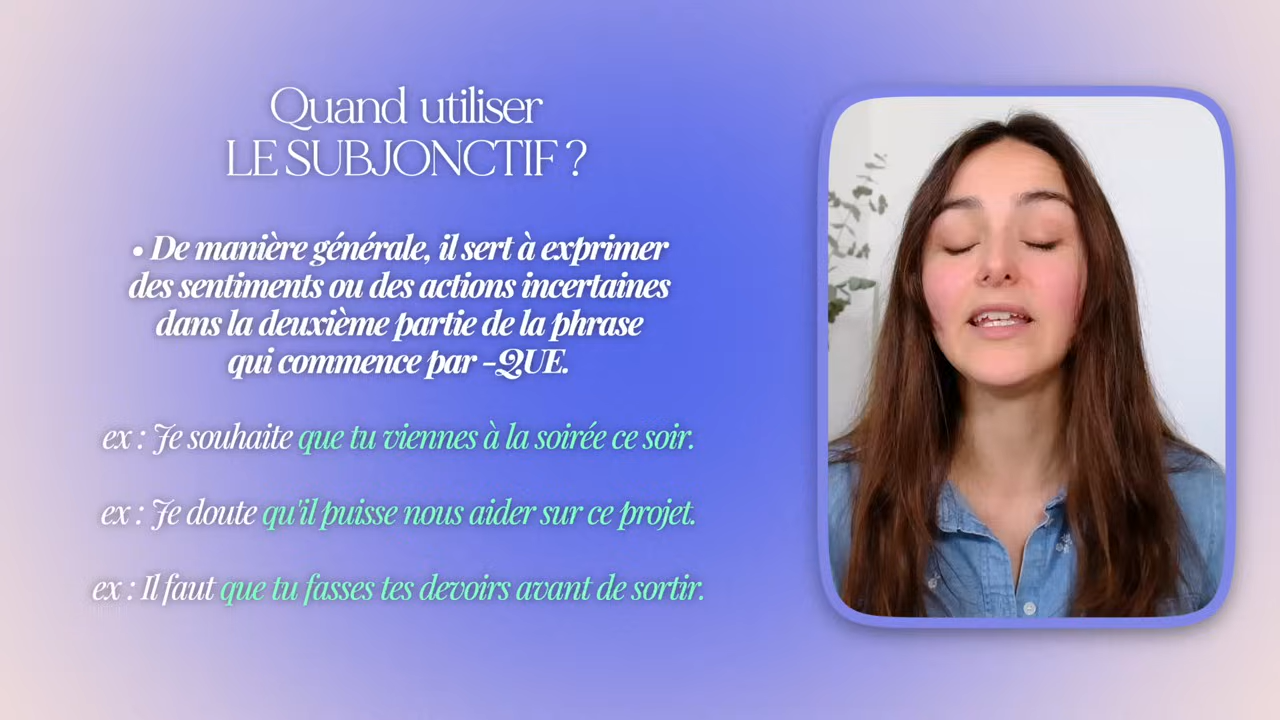 Quand utiliser
LE SUBJONCTIF ?
• De manière générale, il sert à exprimer
des sentiments ou des actions incertaines
dans la deuxième partie de la phrase
qui commence par -QUE.
ex : Je souhaite que tu viennes à la soirée ce soir.
ex : Je doute qu'il puisse nous aider sur ce projet.
ex : Il faut que tu fasses tes devoirs avant de sortir.